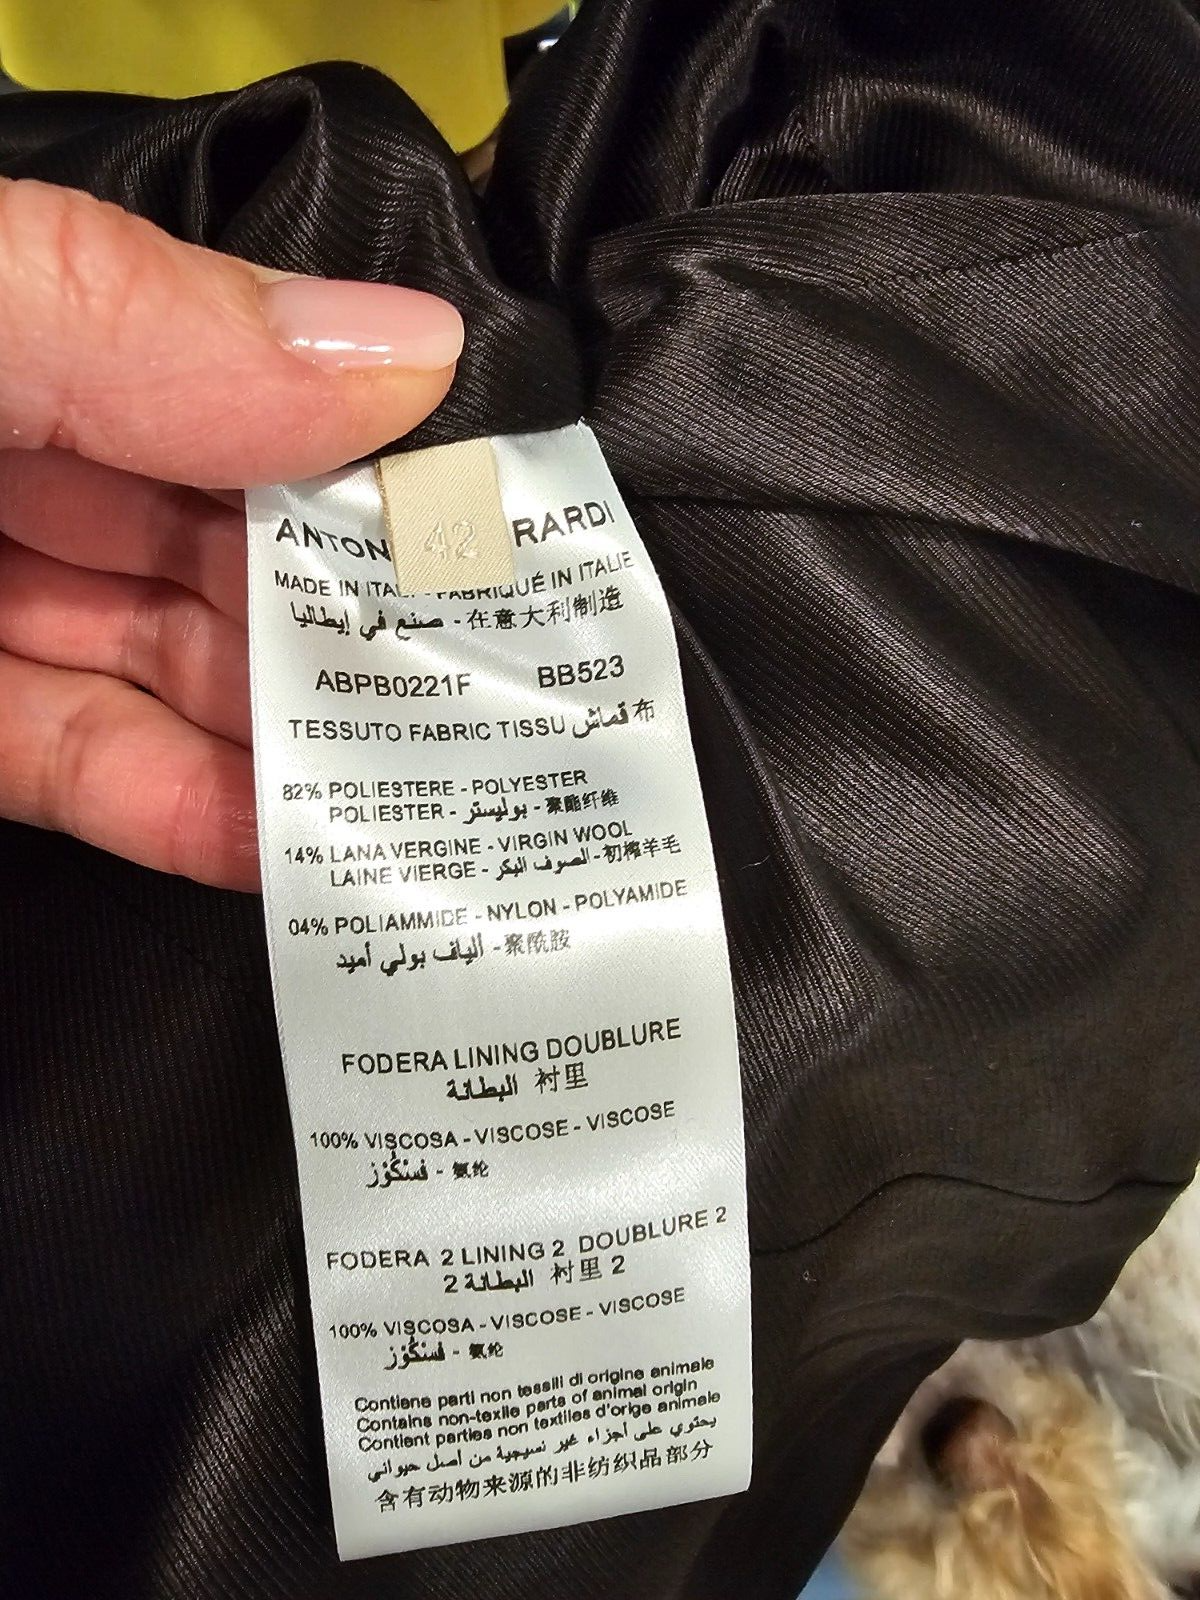 ANTON 42 RARDI
MADE IN ITAL - FABRIQUÉ IN ITALIE
صنع في إيطاليا - 在意大利制造
ABPB0221F BB523
TESSUTO FABRIC TISSU قماش 布
82% POLIESTERE - POLYESTER
POLIESTER - بوليستر - 聚酯纤维
14% LANA VERGINE - VIRGIN WOOL
LAINE VIERGE - الصوف البكر - 初榨羊毛
04% POLIAMMIDE - NYLON - POLYAMIDE
ألياف بولي أميد - 聚酰胺
FODERA LINING DOUBLURE
البطانة 衬里
100% VISCOSA - VISCOSE - VISCOSE
فسْكُوْز - 氨纶
FODERA 2 LINING 2 DOUBLURE 2
البطانة 2 衬里 2
100% VISCOSA - VISCOSE - VISCOSE
فسْكُوْز - 氨纶
Contiene parti non tessili di origine animale
Contains non-texile parts of animal origin
Contient parties non textiles d'orige animale
يحتوي على أجزاء غير نسيجية من أصل حيواني
含有动物来源的非纺织品部分